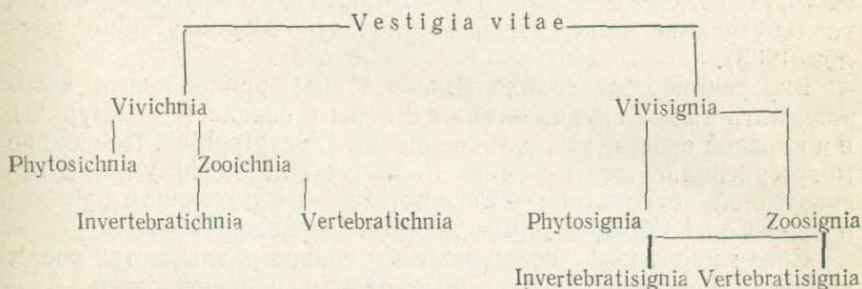 Vestigia vitae
Vivichnia Vivisignia
Phytosichnia Zooichnia
Invertebratichnia Vertebratichnia Phytosignia Zoosignia
Invertebratisignia Vertebratisignia